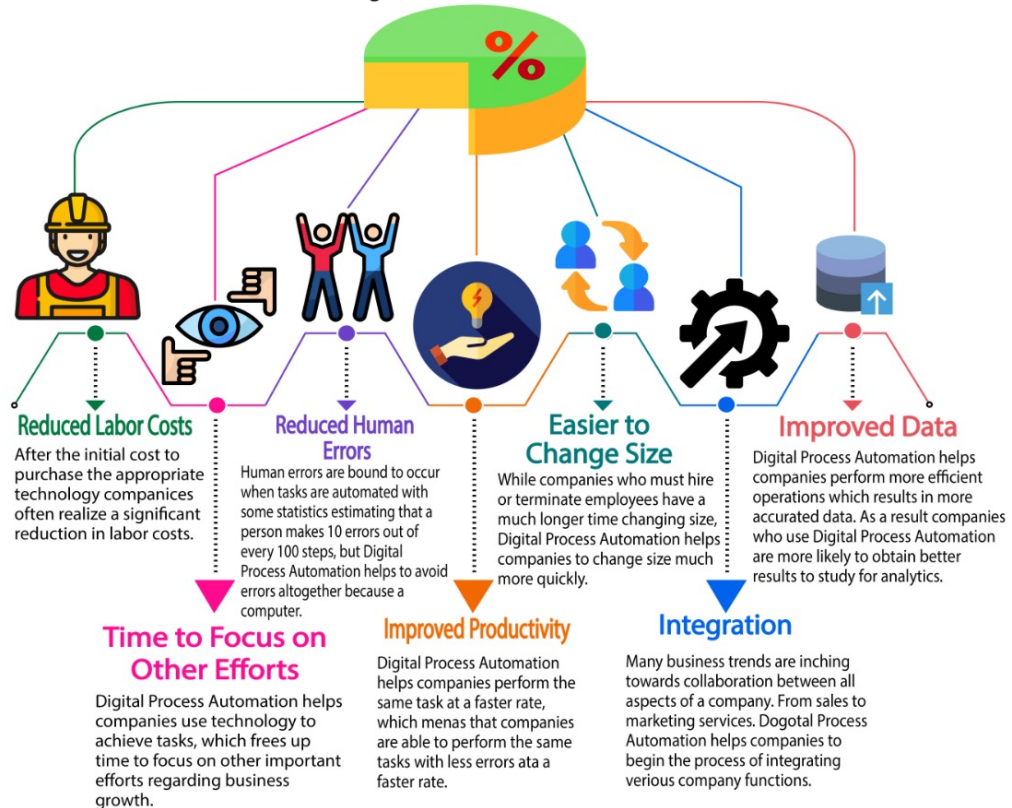 %
Reduced Labor Costs
After the initial cost to
purchase the appropriate
technology companices
often realize a significant
reduction in labor costs.
Time to Focus on
Other Efforts
Digital Process Automation helps
companies use technology to
achieve tasks, which frees up
time to focus on other important
efforts regarding business
growth.
Reduced Human
Errors
Human errors are bound to occur
when tasks are automated with
some statistics estimating that a
person makes 10 errors out of
every 100 steps, but Digital
Process Automation helps to avoid
errors altogether because a
computer.
Improved Productivity
Digital Process Automation
helps companies perform the
same task at a faster rate,
which menas that companies
are able to perform the same
tasks with less errors ata a
faster rate.
Easier to
Change Size
While companies who must hire
or terminate employees have a
much longer time changing size,
Digital Process Automation helps
companies to change size much
more quickly.
Integration
Many business trends are inching
towards collaboration between all
aspects of a company. From sales to
marketing services. Dogotal Process
Automation helps companies to
begin the process of integrating
verious company functions.
Improved Data
Digital Process Automation helps
companies perform more efficient
operations which results in more
accurated data. As a result companies
who use Digital Process Automation
are more likely to obtain better
results to study for analytics.